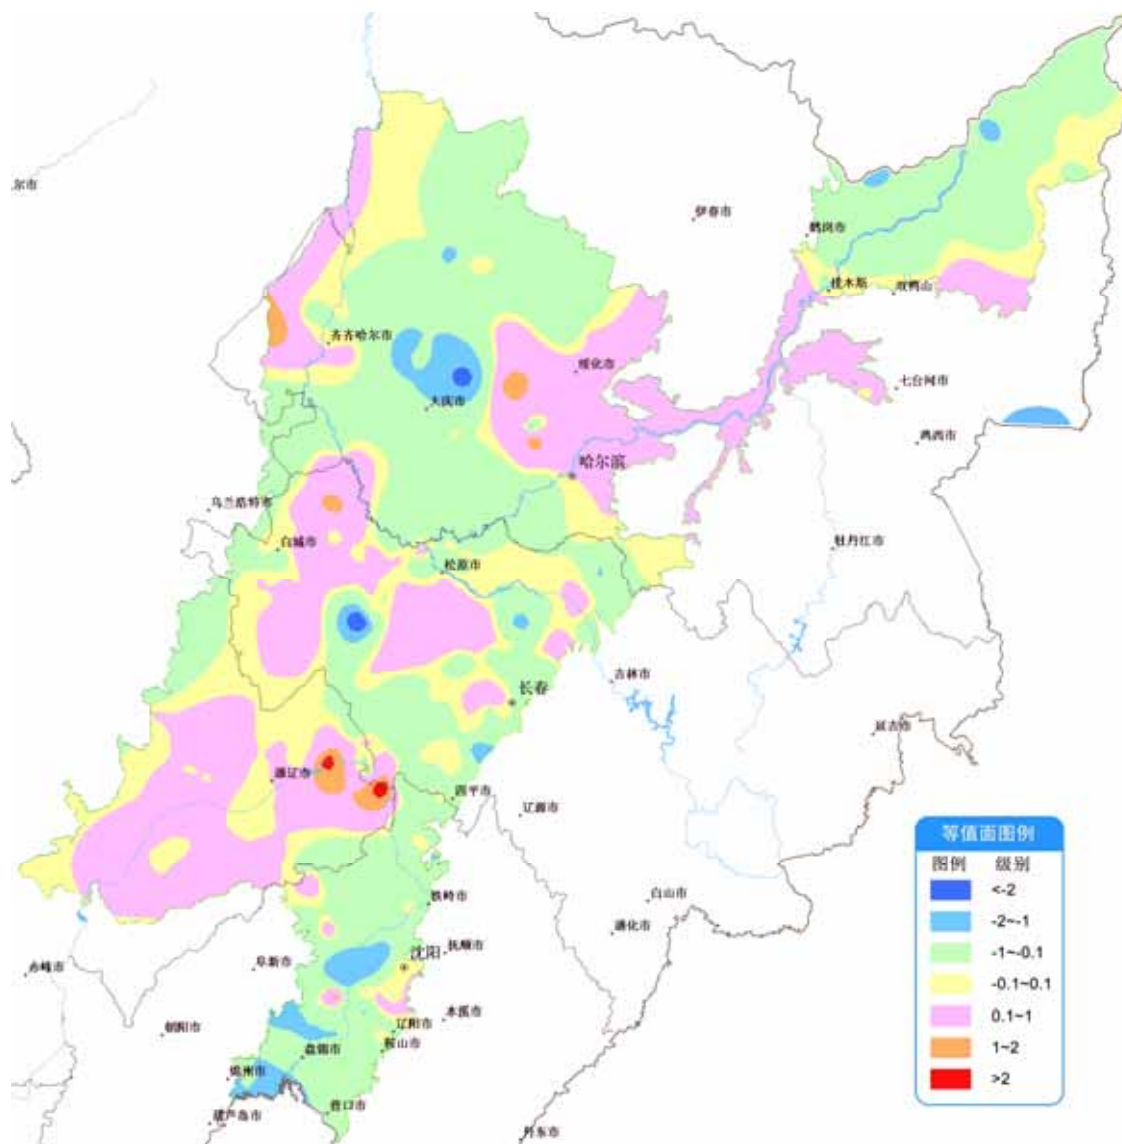 尔市
伊春市
鹤岗市
佳木斯
双鸭山
齐齐哈尔市
绥化市
七台河市
大庆市
鸡西市
哈尔滨
乌兰浩特市
白城市
牡丹江市
松原市
吉林市
长春
延吉市
通辽市
四平市
辽源市
白山市
铁岭市
通化市
抚顺市
沈阳
阜新市
赤峰市
本溪市
辽阳市
朝阳市
鞍山市
盘锦市
锦州市
营口市
葫芦岛市
丹东市
等值面图例
图例 级别
<-2
-2~-1
-1~-0.1
-0.1~0.1
0.1~1
1~2
>2